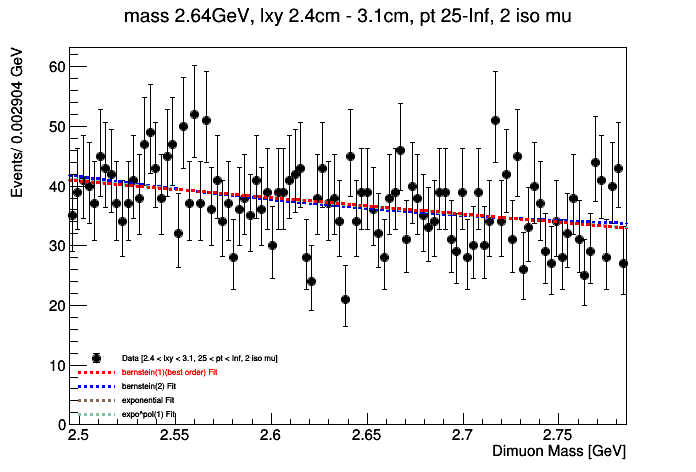 mass 2.64GeV, lxy 2.4cm - 3.1cm, pt 25-Inf, 2 iso mu
Events/ 0.002904 GeV
60
50
40
30
20
10
0
Data [2.4 < lxy < 3.1, 25 < pt < Inf, 2 iso mu]
bernstein(1)(best order) Fit
bernstein(2) Fit
exponential Fit
expo^pol(1) Fit
2.5 2.55 2.6 2.65 2.7 2.75
Dimuon Mass [GeV]